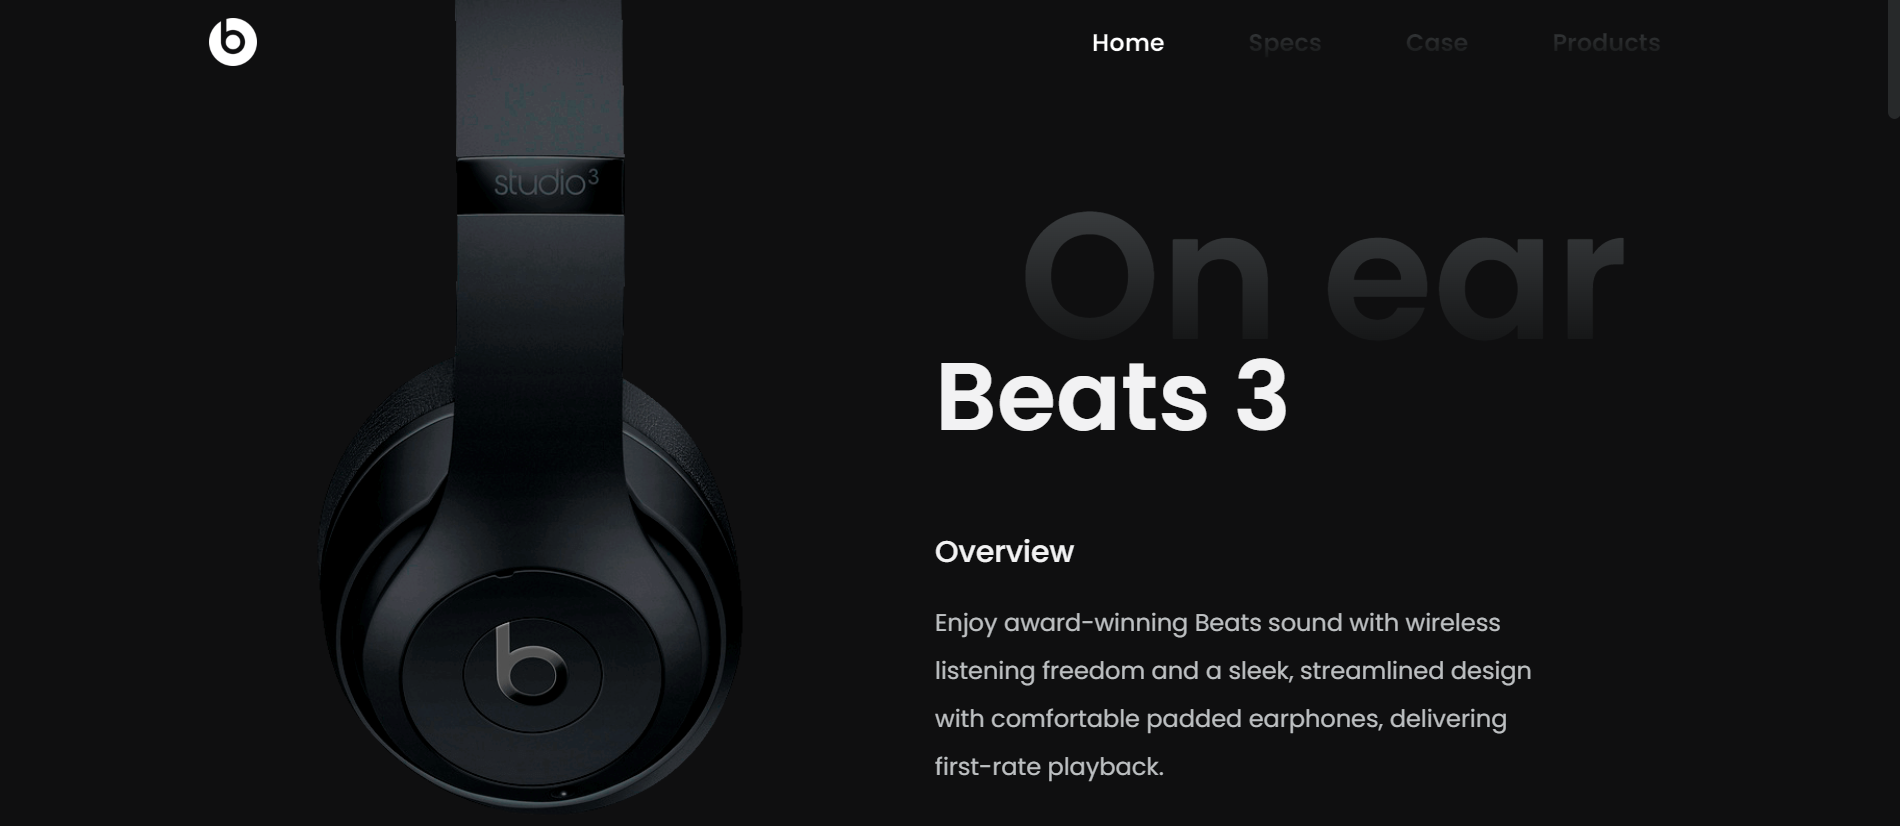 Home Specs Case Products
studio3
On ear
Beats 3
Overview
Enjoy award-winning Beats sound with wireless
listening freedom and a sleek, streamlined design
with comfortable padded earphones, delivering
first-rate playback.